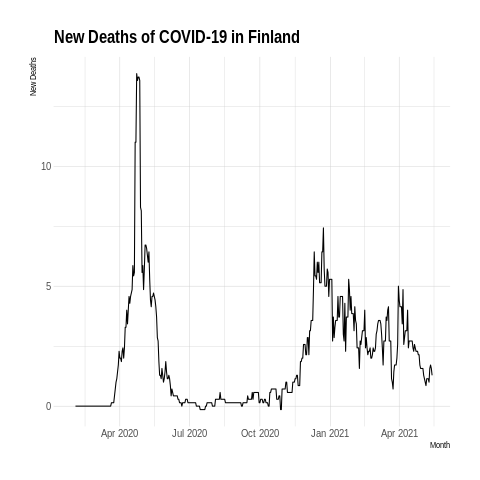 New Deaths of COVID-19 in Finland
New Deaths
10
5
0
Apr 2020 Jul 2020 Oct 2020 Jan 2021 Apr 2021
Month